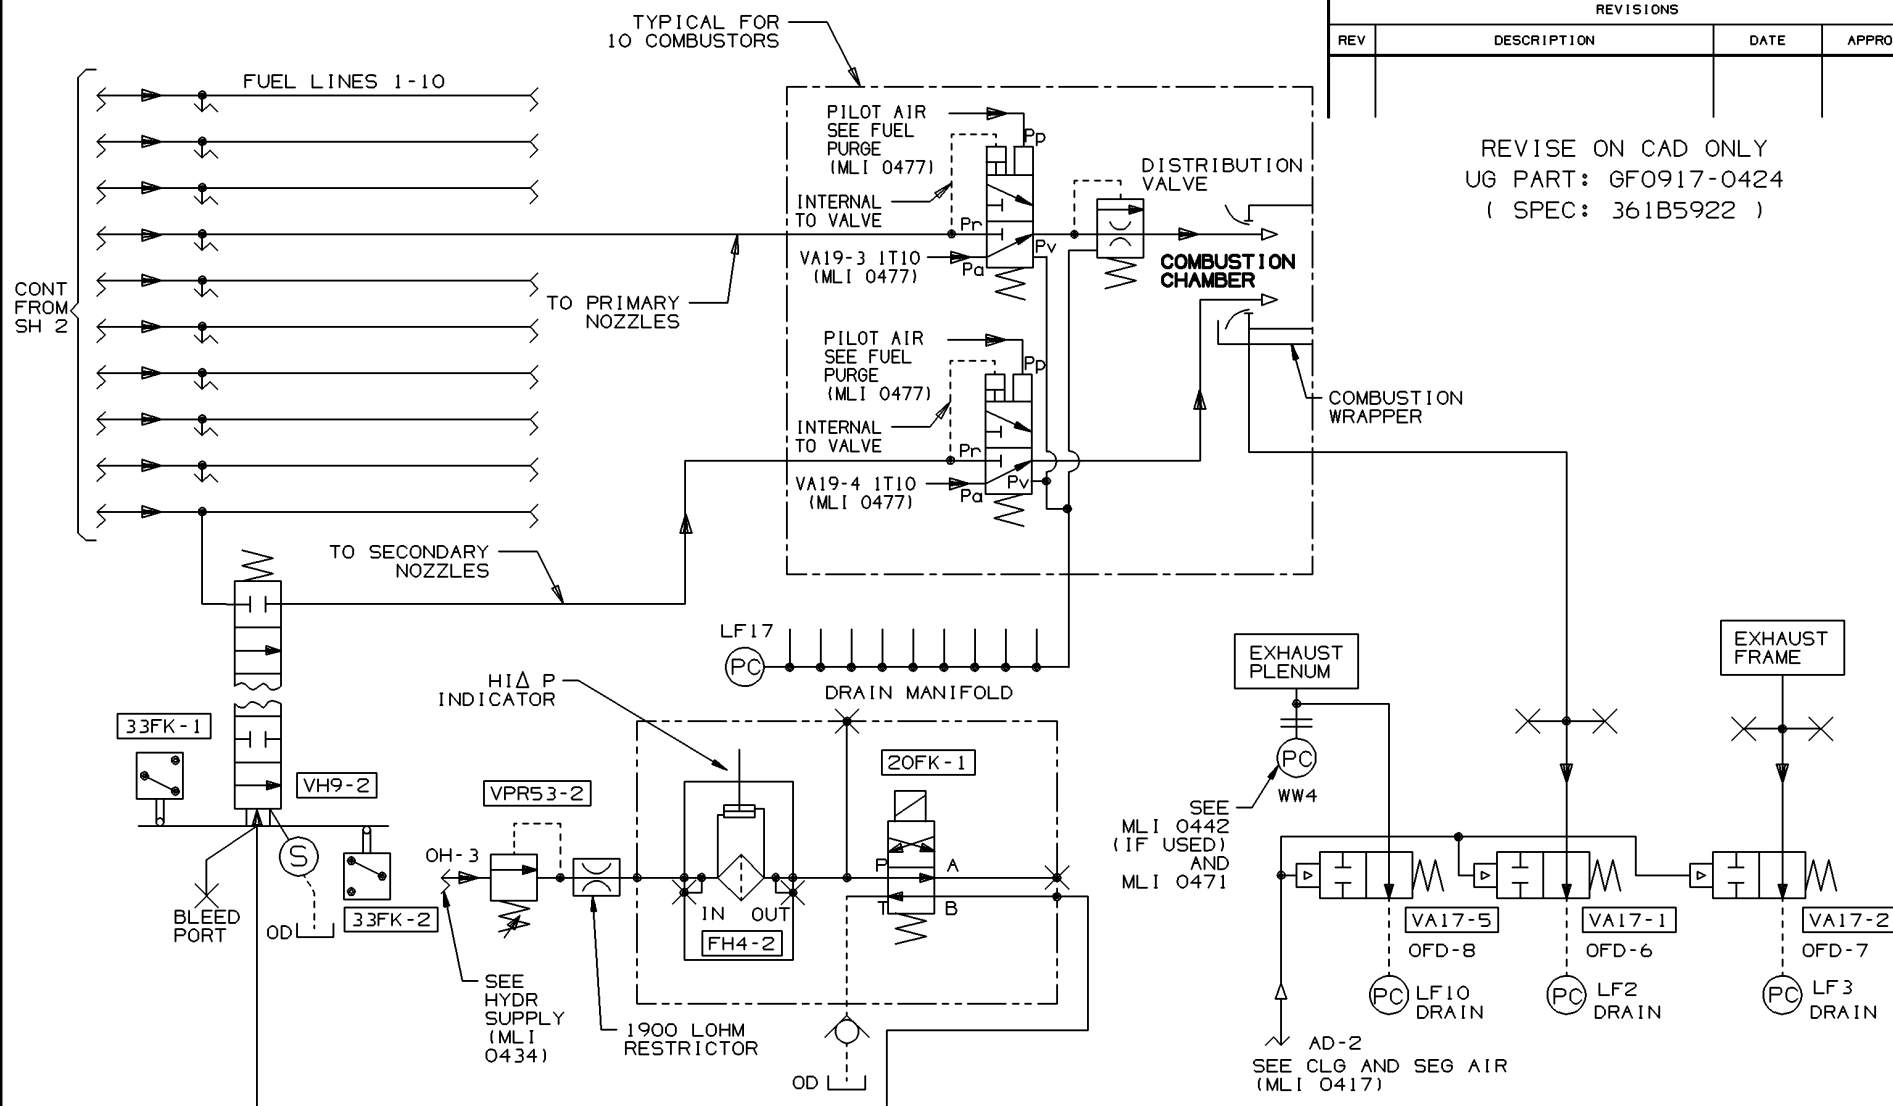 REVISIONS
REV DESCRIPTION DATE APPRO
REVISE ON CAD ONLY
UG PART: GF0917-0424
( SPEC: 361B5922 )
TYPICAL FOR
10 COMBUSTORS
FUEL LINES 1-10
CONT
FROM
SH 2
PILOT AIR
SEE FUEL
PURGE
(MLI 0477)
Pp
INTERNAL
TO VALVE
Pr
Pv
VA19-3 1T10
(MLI 0477)
Pa
DISTRIBUTION
VALVE
COMBUSTION
CHAMBER
TO PRIMARY
NOZZLES
PILOT AIR
SEE FUEL
PURGE
(MLI 0477)
Pp
INTERNAL
TO VALVE
Pr
VA19-4 1T10
(MLI 0477)
Pa
Pv
COMBUSTION
WRAPPER
TO SECONDARY
NOZZLES
LF17
PC
DRAIN MANIFOLD
HIΔ P
INDICATOR
33FK-1
VH9-2
S
BLEED
PORT
OD
33FK-2
VPR53-2
OH-3
SEE
HYDR
SUPPLY
(MLI
0434)
1900 LOHM
RESTRICTOR
IN OUT
FH4-2
20FK-1
P A
T B
OD
EXHAUST
PLENUM
PC
WW4
SEE
MLI 0442
(IF USED)
AND
MLI 0471
EXHAUST
FRAME
VA17-5
OFD-8
PC
LF10
DRAIN
VA17-1
OFD-6
PC
LF2
DRAIN
VA17-2
OFD-7
PC
LF3
DRAIN
AD-2
SEE CLG AND SEG AIR
(MLI 0417)